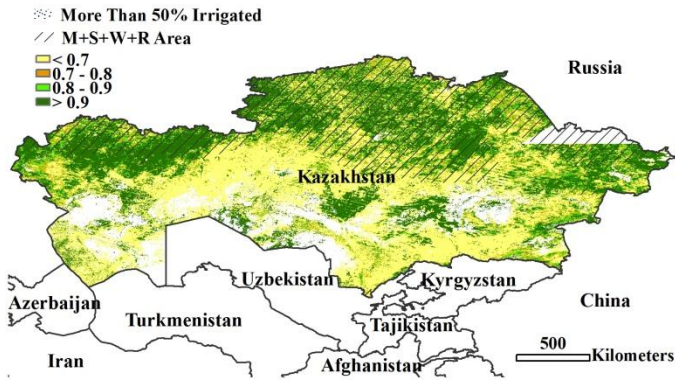 More Than 50% Irrigated
M+S+W+R Area
< 0.7
0.7 - 0.8
0.8 - 0.9
> 0.9
Russia
Kazakhstan
Uzbekistan
Kyrgyzstan
Azerbaijan
China
Turkmenistan
Tajikistan
Iran
Afghanistan
500
Kilometers